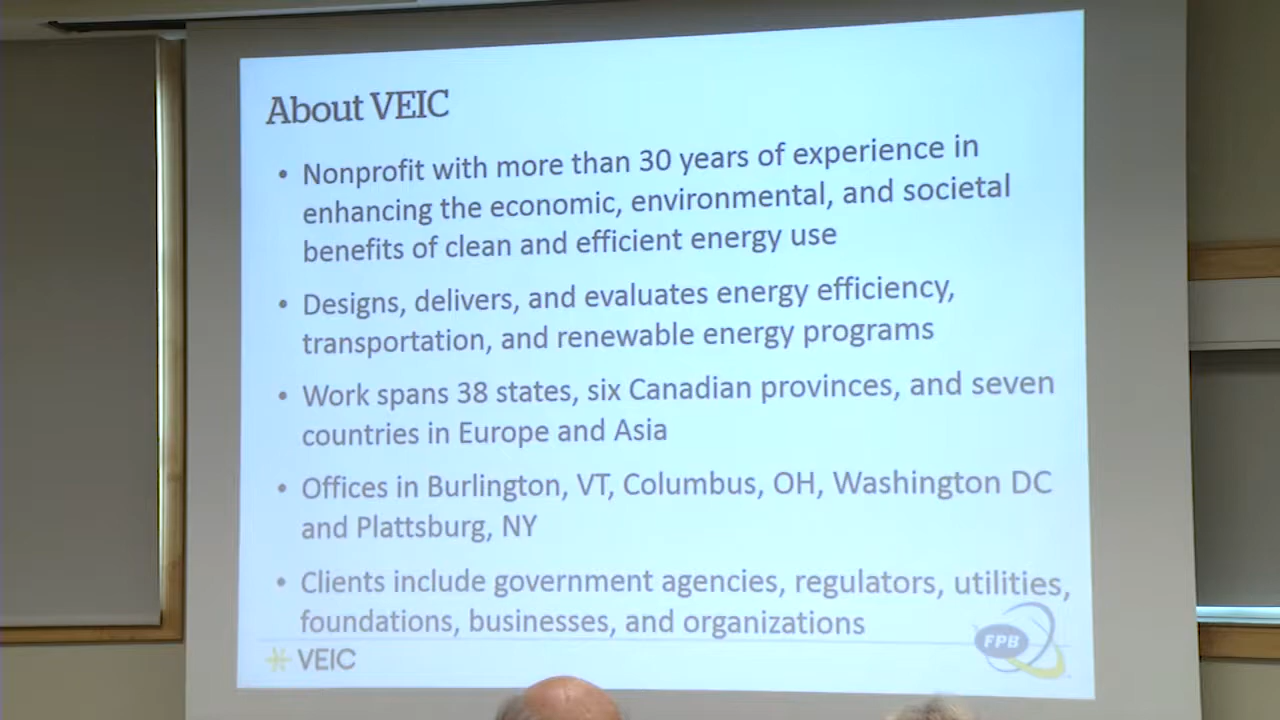 About VEIC
• Nonprofit with more than 30 years of experience in
enhancing the economic, environmental, and societal
benefits of clean and efficient energy use
• Designs, delivers, and evaluates energy efficiency,
transportation, and renewable energy programs
• Work spans 38 states, six Canadian provinces, and seven
countries in Europe and Asia
• Offices in Burlington, VT, Columbus, OH, Washington DC
and Plattsburg, NY
• Clients include government agencies, regulators, utilities,
foundations, businesses, and organizations
VEIC
FPB